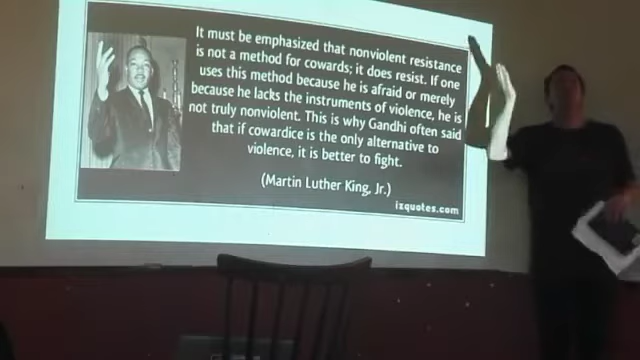 It must be emphasized that nonviolent resistance
is not a method for cowards; it does resist. If one
uses this method because he is afraid or merely
because he lacks the instruments of violence, he is
not truly nonviolent. This is why Gandhi often said
that if cowardice is the only alternative to
violence, it is better to fight.
(Martin Luther King, Jr.)
izquotes.com